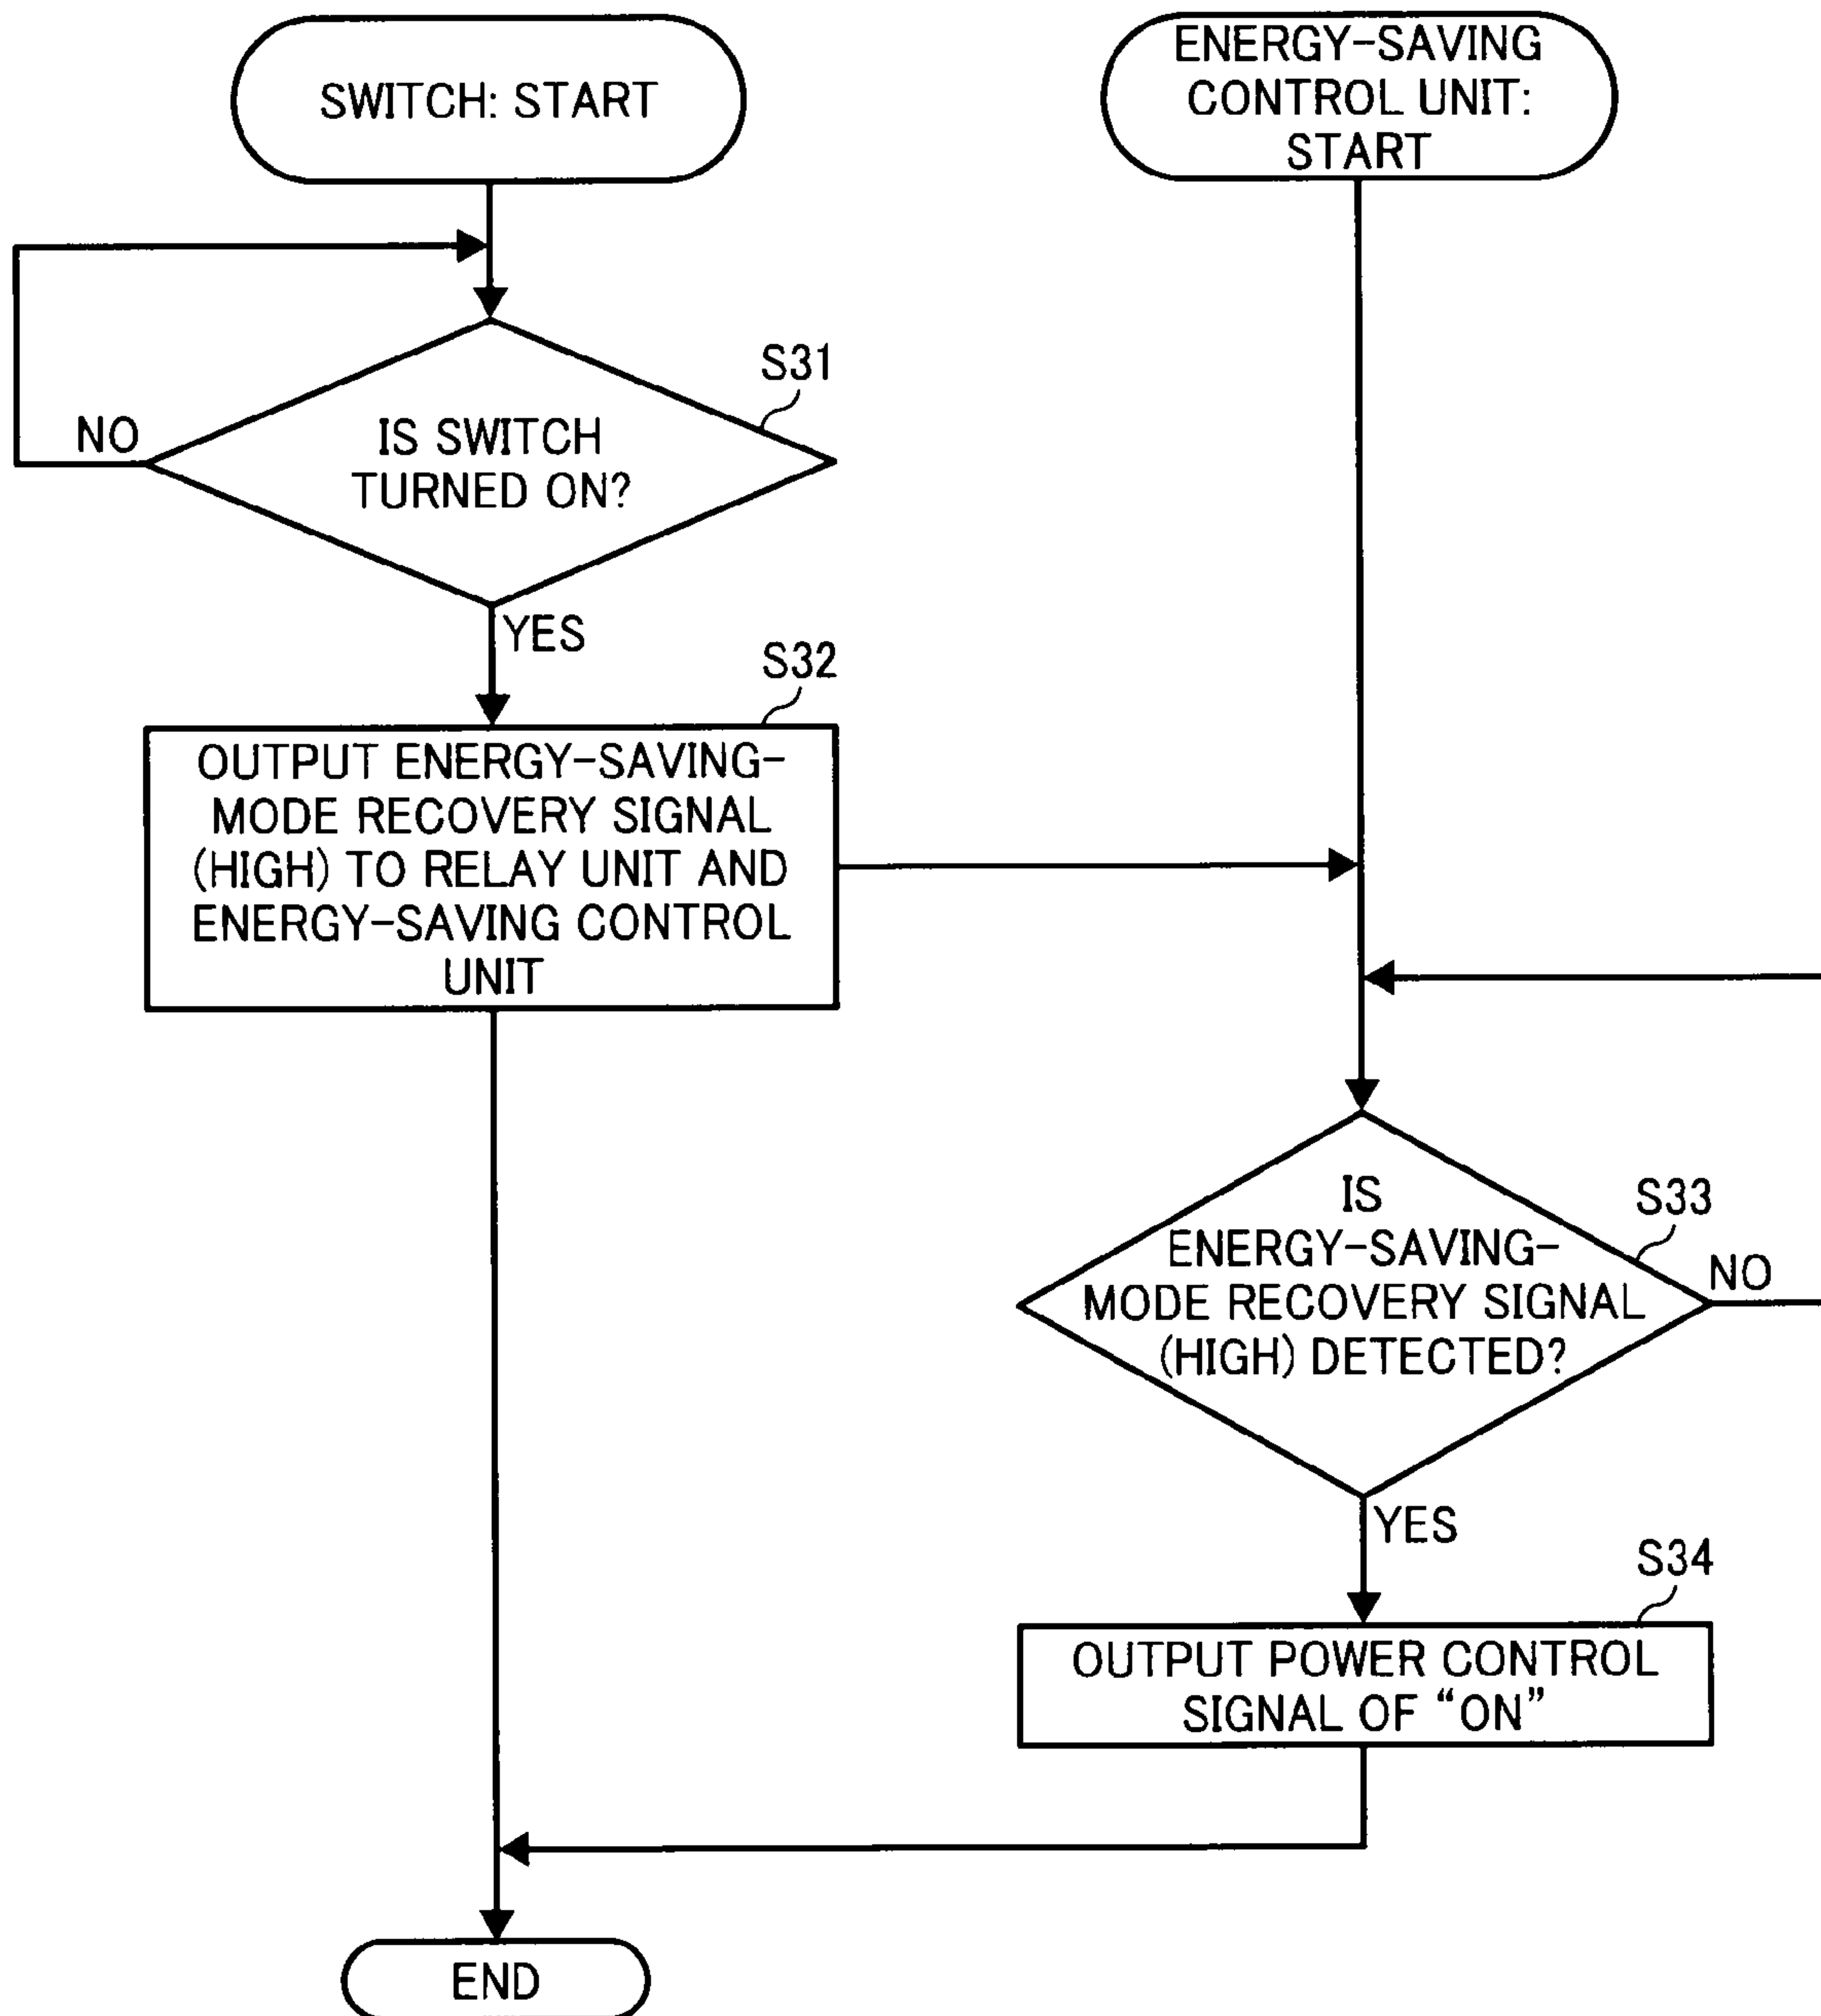 SWITCH: START
ENERGY-SAVING
CONTROL UNIT:
START
S31
NO
IS SWITCH
TURNED ON?
YES
S32
OUTPUT ENERGY-SAVING-
MODE RECOVERY SIGNAL
(HIGH) TO RELAY UNIT AND
ENERGY-SAVING CONTROL
UNIT
IS
ENERGY-SAVING-
MODE RECOVERY SIGNAL
(HIGH) DETECTED?
S33
NO
YES
S34
OUTPUT POWER CONTROL
SIGNAL OF “ON”
END